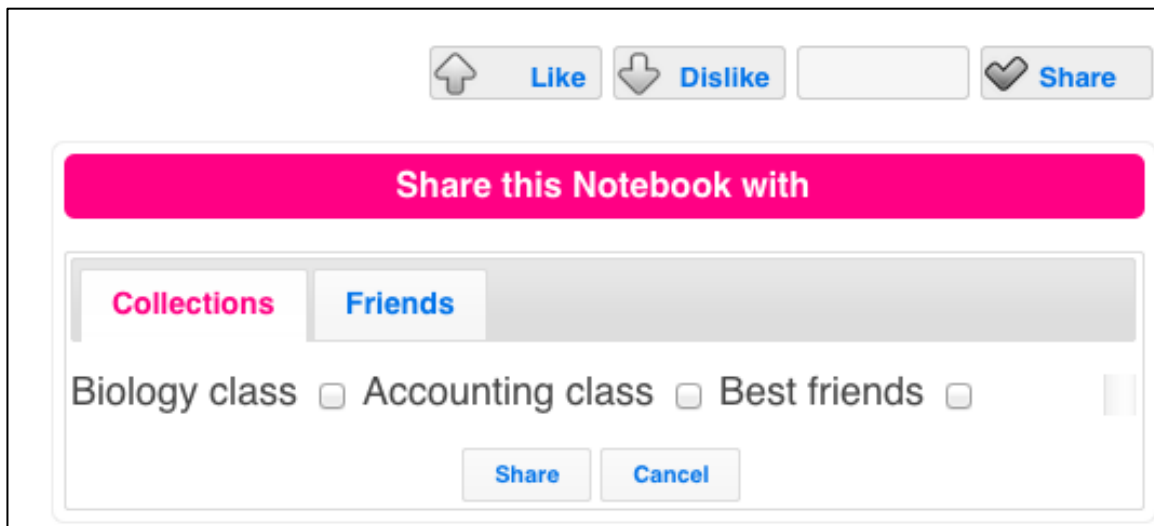 Like Dislike Share
Share this Notebook with
Collections Friends
Biology class Accounting class Best friends
Share Cancel